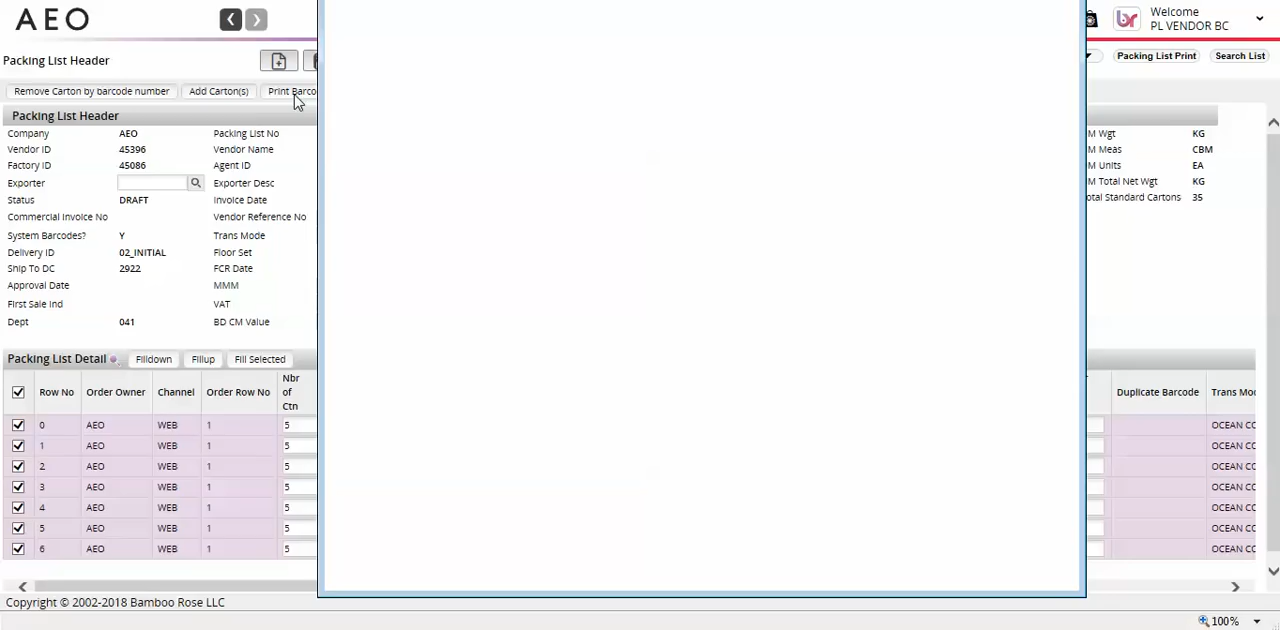 AEO
Welcome
PL VENDOR BC
Packing List Header
Packing List Print
Search List
Remove Carton by barcode number
Add Carton(s)
Print Barco
Packing List Header
Company AEO Packing List No M Wgt KG
Vendor ID 45396 Vendor Name M Meas CBM
Factory ID 45086 Agent ID M Units EA
Exporter Exporter Desc M Total Net Wgt KG
Status DRAFT Invoice Date otal Standard Cartons 35
Commercial Invoice No Vendor Reference No
System Barcodes? Y Trans Mode
Delivery ID 02_INITIAL Floor Set
Ship To DC 2922 FCR Date
Approval Date MMM
First Sale Ind VAT
Dept 041 BD CM Value
Packing List Detail Filldown Fillup Fill Selected
Row No Order Owner Channel Order Row No Nbr of Ctn Duplicate Barcode Trans Mod
0 AEO WEB 1 5 OCEAN CC
1 AEO WEB 1 5 OCEAN CC
2 AEO WEB 1 5 OCEAN CC
3 AEO WEB 1 5 OCEAN CC
4 AEO WEB 1 5 OCEAN CC
5 AEO WEB 1 5 OCEAN CC
6 AEO WEB 1 5 OCEAN CC
Copyright © 2002-2018 Bamboo Rose LLC
100%